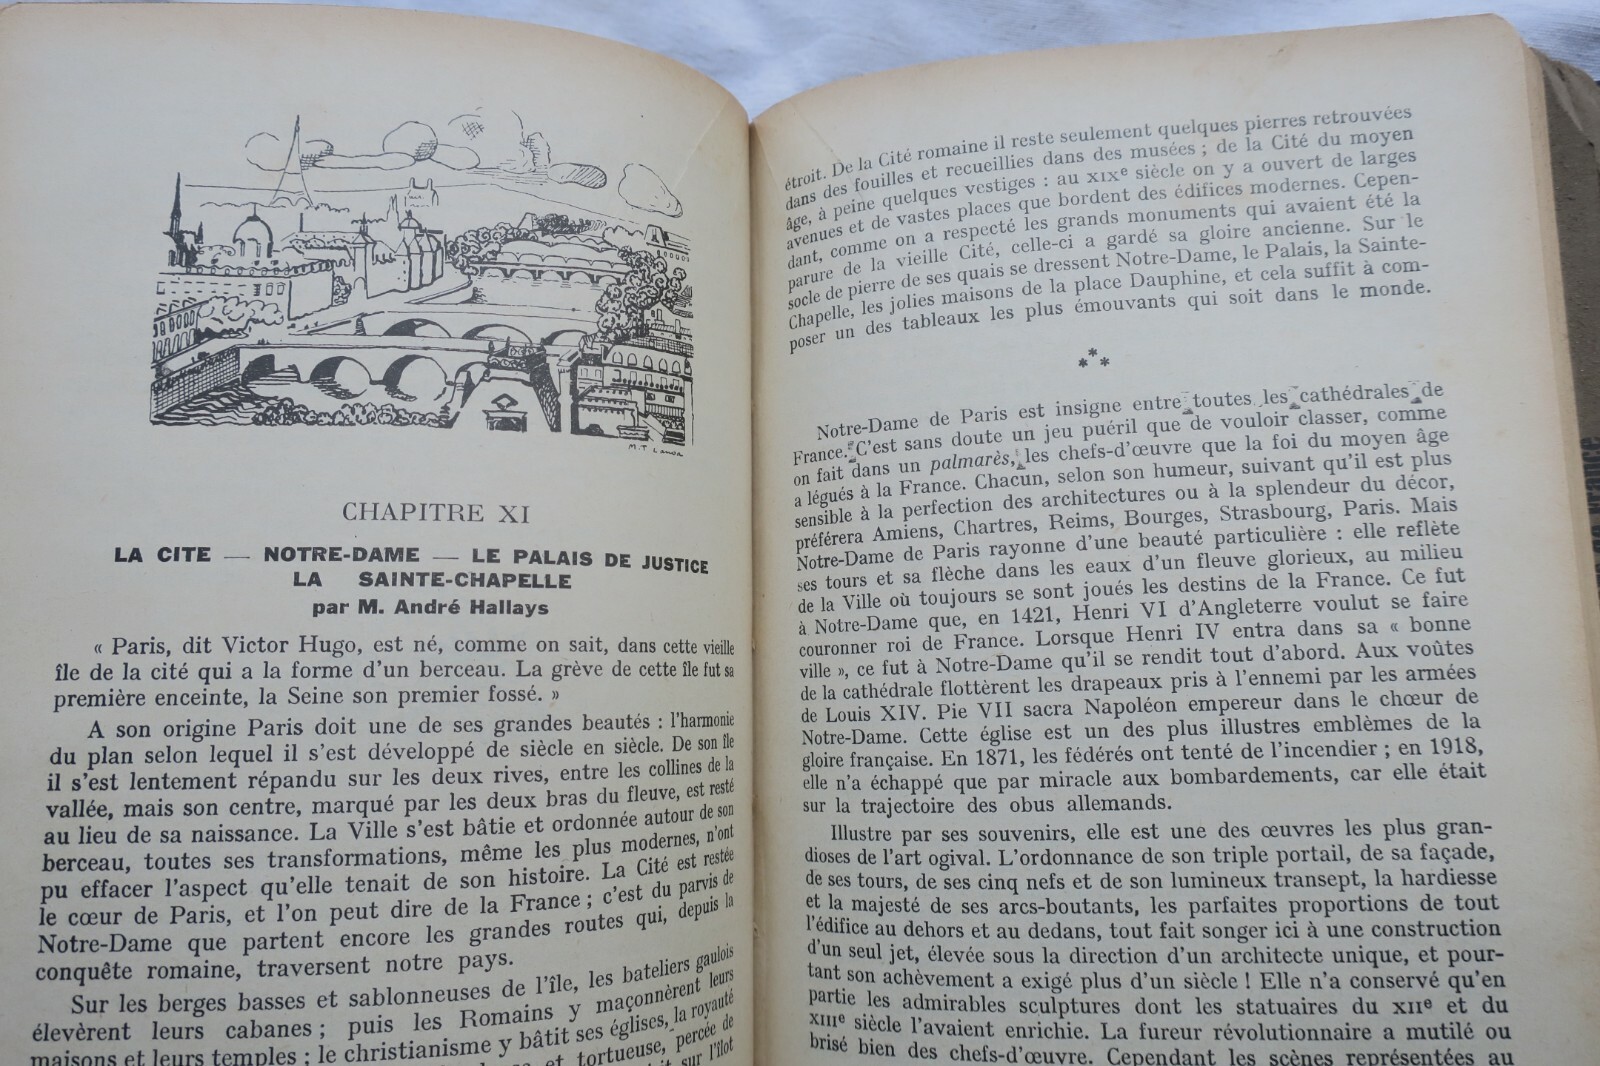 M.T Lanoa
CHAPITRE XI
LA CITE — NOTRE-DAME — LE PALAIS DE JUSTICE
LA SAINTE-CHAPELLE
par M. André Hallays
« Paris, dit Victor Hugo, est né, comme on sait, dans cette vieille
île de la cité qui a la forme d'un berceau. La grève de cette île fut sa
première enceinte, la Seine son premier fossé. »
A son origine Paris doit une de ses grandes beautés : l'harmonie
du plan selon lequel il s'est développé de siècle en siècle. De son île
il s'est lentement répandu sur les deux rives, entre les collines de la
vallée, mais son centre, marqué par les deux bras du fleuve, est resté
au lieu de sa naissance. La Ville s'est bâtie et ordonnée autour de son
berceau, toutes ses transformations, même les plus modernes, n'ont
pu effacer l'aspect qu'elle tenait de son histoire. La Cité est restée
le cœur de Paris, et l'on peut dire de la France ; c'est du parvis de
Notre-Dame que partent encore les grandes routes qui, depuis la
conquête romaine, traversent notre pays.
Sur les berges basses et sablonneuses de l'île, les bateliers gaulois
élevèrent leurs cabanes ; puis les Romains y maçonnèrent leurs
maisons et leurs temples ; le christianisme y bâtit ses églises, la royauté
et tortueuse, percée de
sur l'îlot
étroit. De la Cité romaine il reste seulement quelques pierres retrouvées
dans des fouilles et recueillies dans des musées ; de la Cité du moyen
âge, à peine quelques vestiges : au XIXe siècle on y a ouvert de larges
avenues et de vastes places que bordent des édifices modernes. Cepen-
dant, comme on a respecté les grands monuments qui avaient été la
parure de la vieille Cité, celle-ci a gardé sa gloire ancienne. Sur le
socle de pierre de ses quais se dressent Notre-Dame, le Palais, la Sainte-
Chapelle, les jolies maisons de la place Dauphine, et cela suffit à com-
poser un des tableaux les plus émouvants qui soit dans le monde.
***
Notre-Dame de Paris est insigne entre toutes les cathédrales de
France. C'est sans doute un jeu puéril que de vouloir classer, comme
on fait dans un palmarès, les chefs-d'œuvre que la foi du moyen âge
a légués à la France. Chacun, selon son humeur, suivant qu'il est plus
sensible à la perfection des architectures ou à la splendeur du décor,
préférera Amiens, Chartres, Reims, Bourges, Strasbourg, Paris. Mais
Notre-Dame de Paris rayonne d'une beauté particulière : elle reflète
ses tours et sa flèche dans les eaux d'un fleuve glorieux, au milieu
de la Ville où toujours se sont joués les destins de la France. Ce fut
à Notre-Dame que, en 1421, Henri VI d'Angleterre voulut se faire
couronner roi de France. Lorsque Henri IV entra dans sa « bonne
ville », ce fut à Notre-Dame qu'il se rendit tout d'abord. Aux voûtes
de la cathédrale flottèrent les drapeaux pris à l'ennemi par les armées
de Louis XIV. Pie VII sacra Napoléon empereur dans le chœur de
Notre-Dame. Cette église est un des plus illustres emblèmes de la
gloire française. En 1871, les fédérés ont tenté de l'incendier ; en 1918,
elle n'a échappé que par miracle aux bombardements, car elle était
sur la trajectoire des obus allemands.
Illustre par ses souvenirs, elle est une des œuvres les plus gran-
dioses de l'art ogival. L'ordonnance de son triple portail, de sa façade,
de ses tours, de ses cinq nefs et de son lumineux transept, la hardiesse
et la majesté de ses arcs-boutants, les parfaites proportions de tout
l'édifice au dehors et au dedans, tout fait songer ici à une construction
d'un seul jet, élevée sous la direction d'un architecte unique, et pour-
tant son achèvement a exigé plus d'un siècle ! Elle n'a conservé qu'en
partie les admirables sculptures dont les statuaires du XIIe et du
XIIIe siècle l'avaient enrichie. La fureur révolutionnaire a mutilé ou
brisé bien des chefs-d'œuvre. Cependant les scènes représentées au